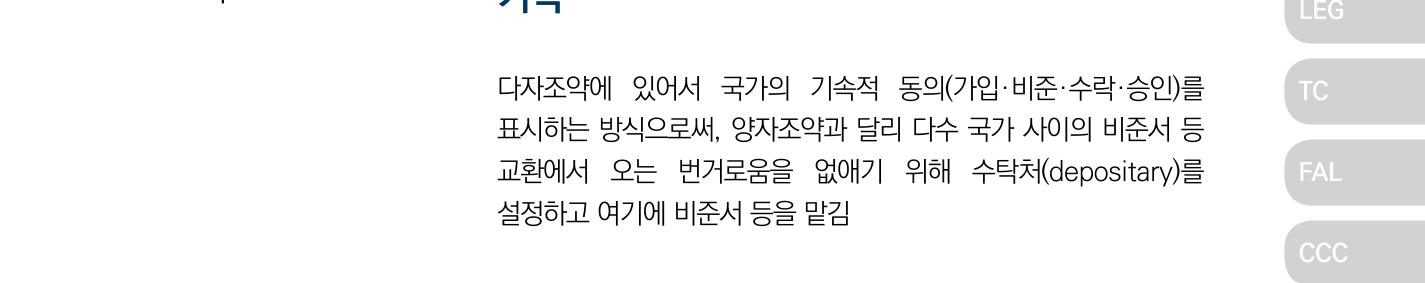 LEG
다자조약에 있어서 국가의 기속적 동의(가입·비준·수락·승인)를
TC
표시하는 방식으로써, 양자조약과 달리 다수 국가 사이의 비준서 등
교환에서 오는 번거로움을 없애기 위해 수탁처(depositary)를
FAL
설정하고 여기에 비준서 등을 맡김
CCC